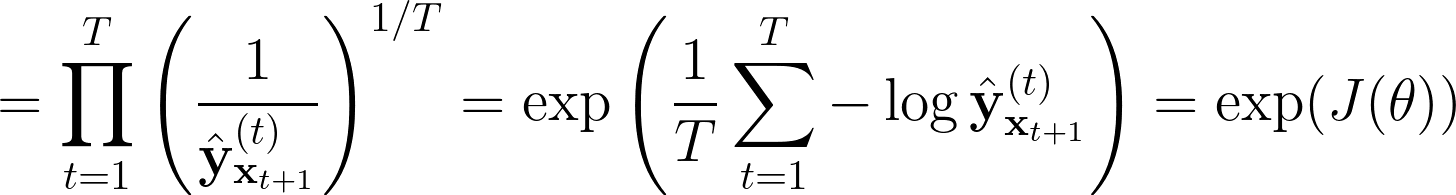 $= \prod_{t=1}^{T} \left( \frac{1}{\hat{\mathbf{y}}^{(t)}_{\mathbf{x}_{t+1}}} \right)^{1/T} = \exp\left( \frac{1}{T} \sum_{t=1}^{T} - \log \hat{\mathbf{y}}^{(t)}_{\mathbf{x}_{t+1}} \right) = \exp(J(\theta))$